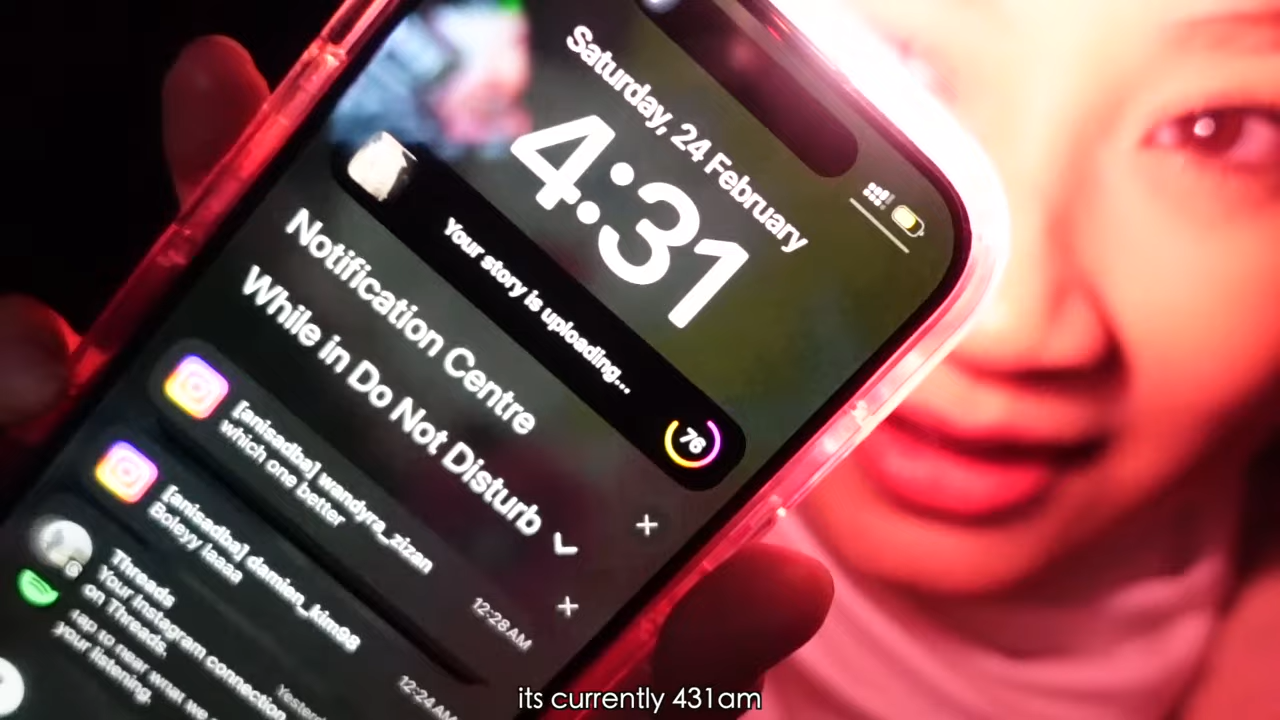 Saturday, 24 February
4:31
Your story is uploading...
76
Notification Centre
While in Do Not Disturb
[anisadba] wandyra_zizan
which one better
12:28 AM
[anisadba] damien_kim98
Boleyy laaaa
12:24 AM
Threads
Your Instagram connection
on Threads.
Yesterd
Tap to hear what we
your listening.
its currently 431am